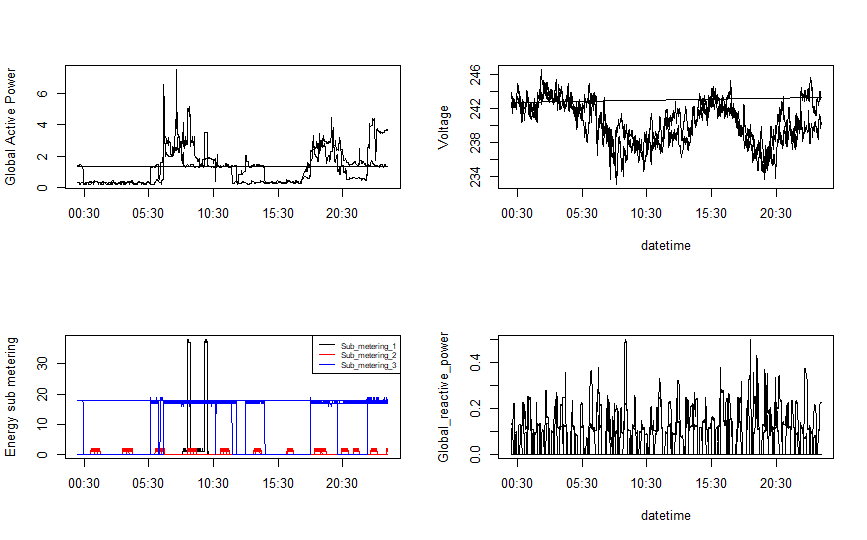 Global Active Power
0 2 4 6
00:30 05:30 10:30 15:30 20:30
Voltage
234 238 242 246
00:30 05:30 10:30 15:30 20:30
datetime
Energy sub metering
0 10 20 30
Sub_metering_1
Sub_metering_2
Sub_metering_3
00:30 05:30 10:30 15:30 20:30
Global_reactive_power
0.0 0.2 0.4
00:30 05:30 10:30 15:30 20:30
datetime